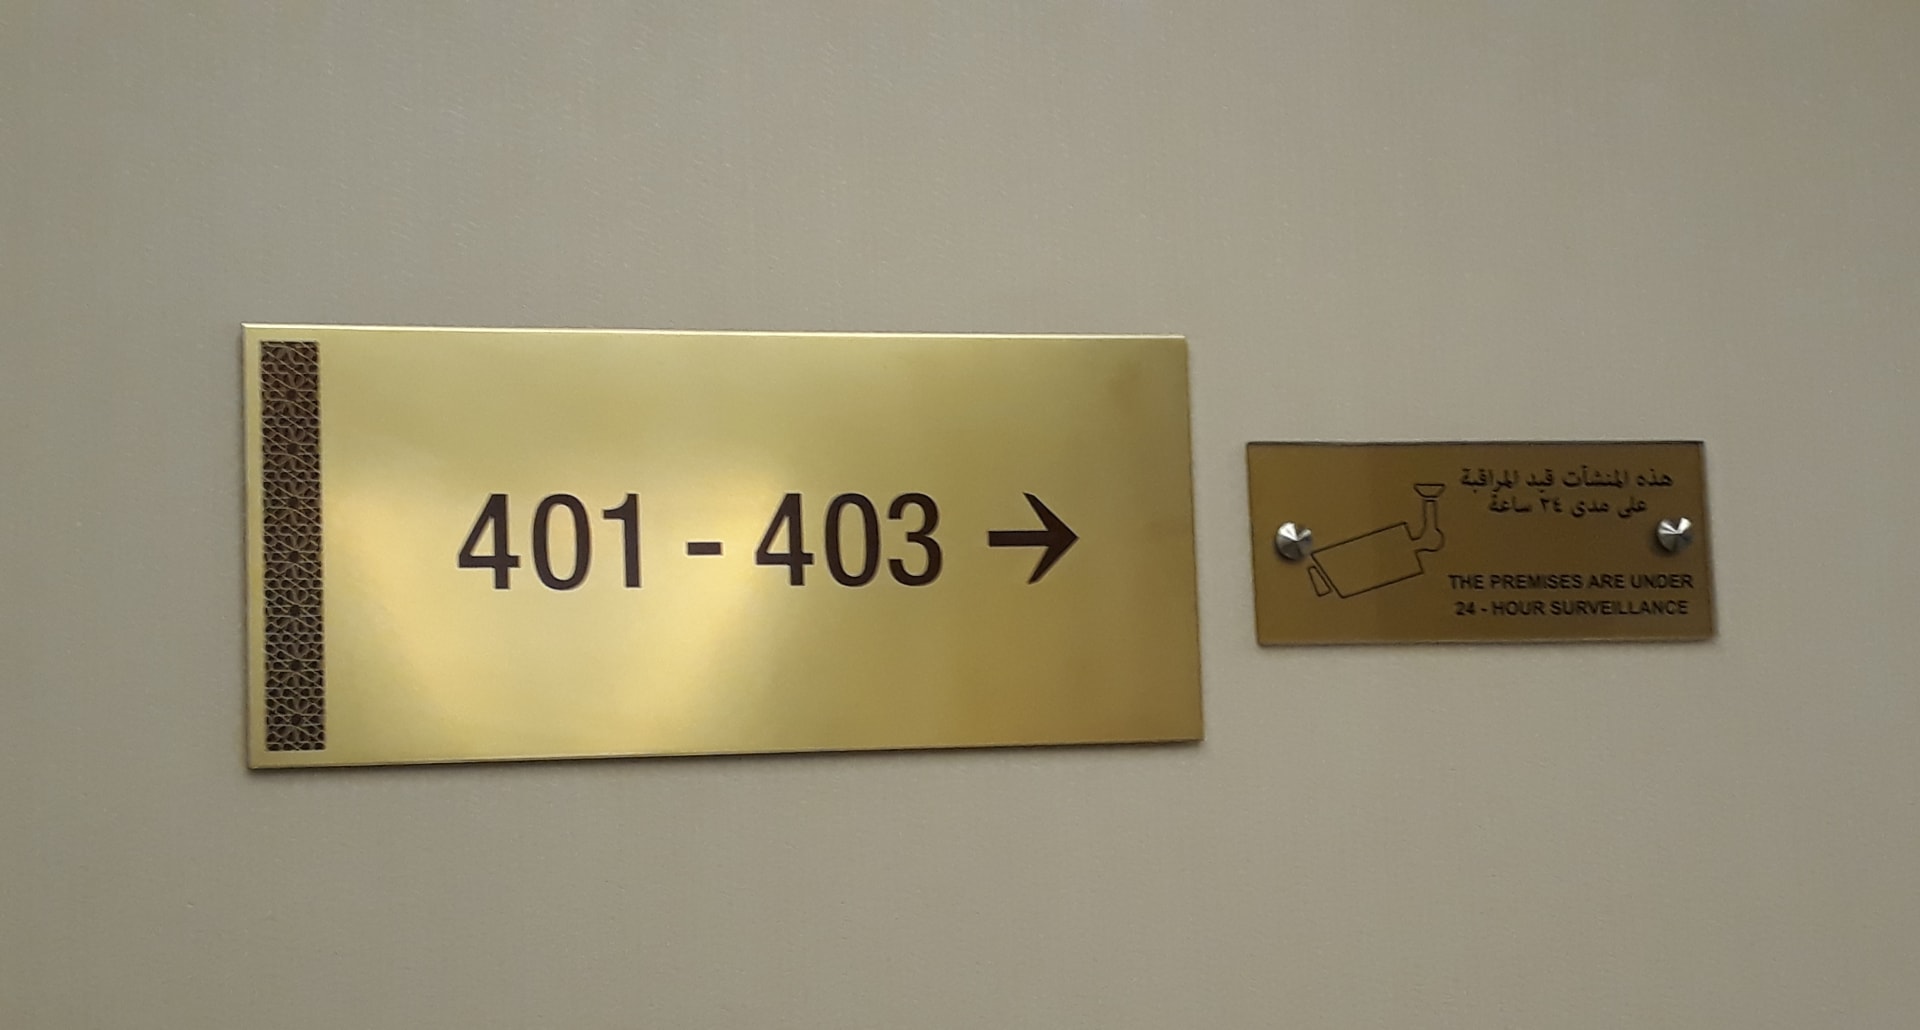 401 - 403 →
هذه المنشآت قيد المراقبة
على مدى ٢٤ ساعة
THE PREMISES ARE UNDER
24 - HOUR SURVEILLANCE